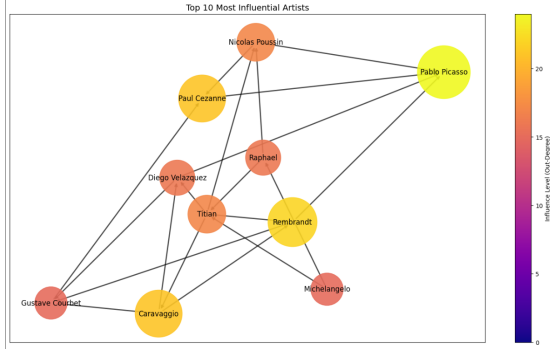 Top 10 Most Influential Artists
Nicolas Poussin
Pablo Picasso
Paul Cezanne
Raphael
Diego Velazquez
Titian
Rembrandt
Michelangelo
Gustave Courbet
Caravaggio
20
15
10
5
0
Influence Level (Out-Degree)